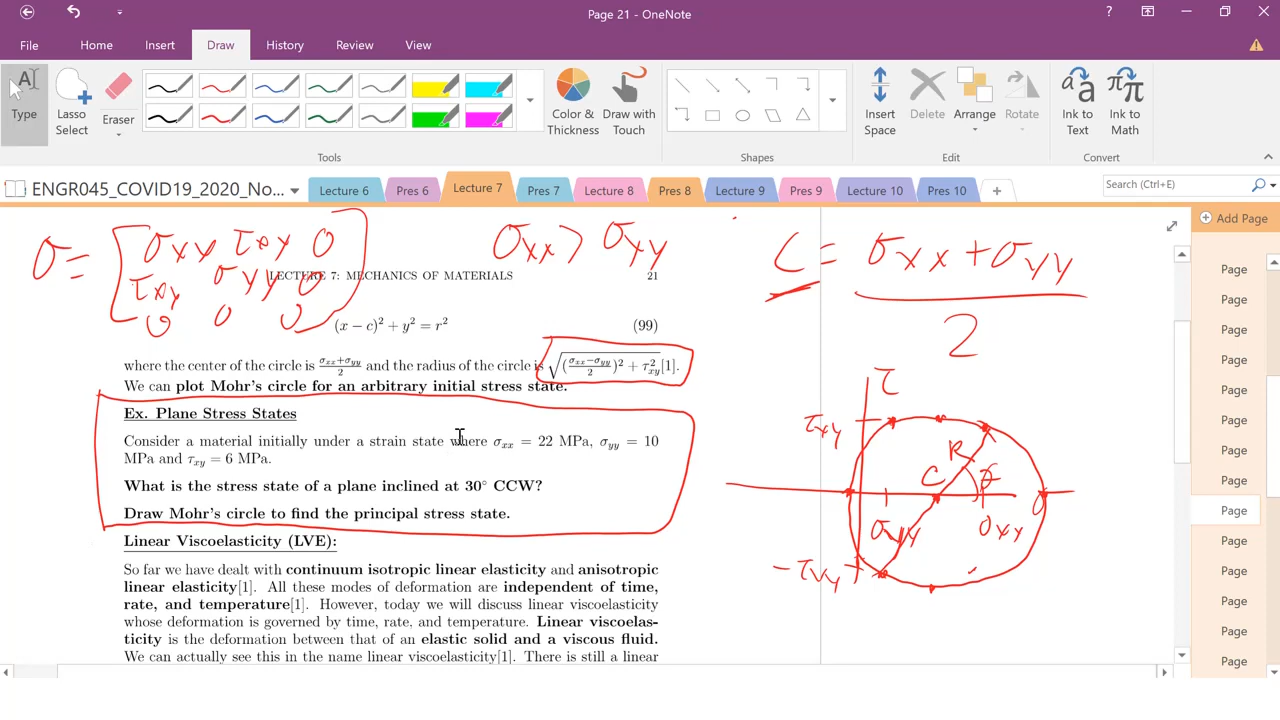 Page 21 - OneNote
File Home Insert Draw History Review View
Type Lasso Select Eraser Color & Thickness Draw with Touch Insert Space Delete Arrange Rotate Ink to Text Ink to Math
Tools Shapes Edit Convert
ENGR045_COVID19_2020_No... Lecture 6 Pres 6 Lecture 7 Pres 7 Lecture 8 Pres 8 Lecture 9 Pres 9 Lecture 10 Pres 10 + Search (Ctrl+E)
Add Page
σ = [σxy τxy 0
τxy σyy 0
0 0 0]
σxx > σxy
C = σxx + σyy
2
LECTURE 7: MECHANICS OF MATERIALS 21
(x − c)² + y² = r² (99)
where the center of the circle is (σxx+σyy)/2 and the radius of the circle is √((σxx−σyy)/2)² + τ²xy[1].
We can plot Mohr's circle for an arbitrary initial stress state.
Ex. Plane Stress States
Consider a material initially under a strain state where σxx = 22 MPa, σyy = 10
MPa and τxy = 6 MPa.
What is the stress state of a plane inclined at 30° CCW?
Draw Mohr's circle to find the principal stress state.
Linear Viscoelasticity (LVE):
So far we have dealt with continuum isotropic linear elasticity and anisotropic
linear elasticity[1]. All these modes of deformation are independent of time,
rate, and temperature[1]. However, today we will discuss linear viscoelasticity
whose deformation is governed by time, rate, and temperature. Linear viscoelas-
ticity is the deformation between that of an elastic solid and a viscous fluid.
We can actually see this in the name linear viscoelasticity[1]. There is still a linear
τ
τxy
R
C
σ
σyy
σxy
−τxy
Page
Page
Page
Page
Page
Page
Page
Page
Page
Page
Page
Page
Page
Page